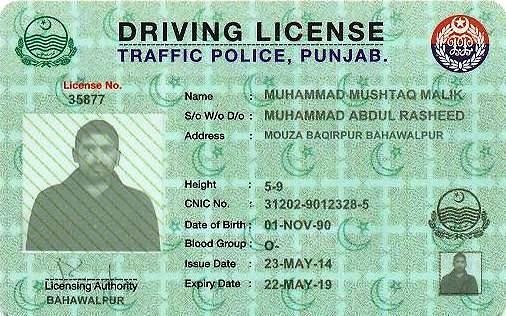 DRIVING LICENSE
TRAFFIC POLICE, PUNJAB.
License No.
35877
Name : MUHAMMAD MUSHTAQ MALIK
S/o W/o D/o : MUHAMMAD ABDUL RASHEED
Address : MOUZA BAQIRPUR BAHAWALPUR
Height : 5-9
CNIC No. : 31202-9012328-5
Date of Birth : 01-NOV-90
Blood Group : O-
Issue Date : 23-MAY-14
Expiry Date : 22-MAY-19
Licensing Authority
BAHAWALPUR